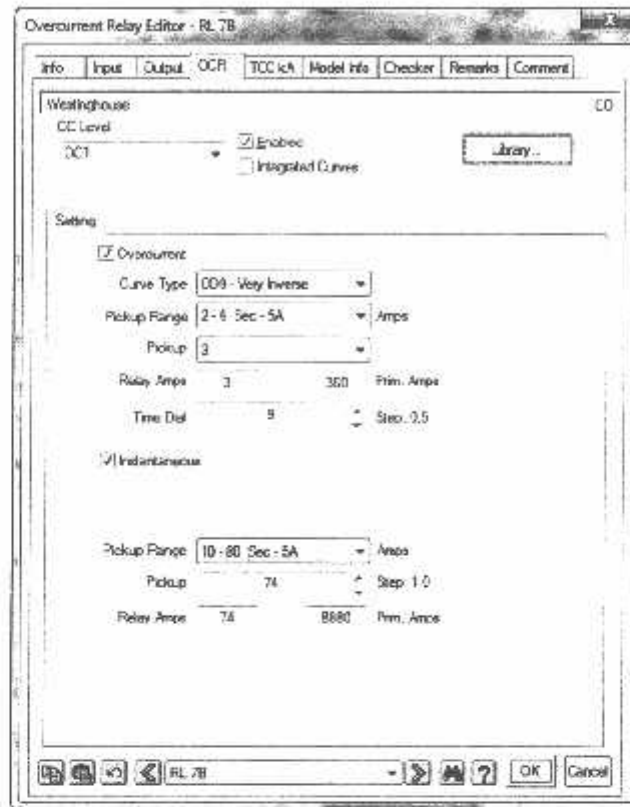 Overcurrent Relay Editor - RL 7B
Info Input Output OCR TCC kA Model Info Checker Remarks Comment
Westinghouse CO
OC Level
OC1 Enabled Library...
Integrated Curves
Setting
Overcurrent
Curve Type CO9 - Very Inverse
Pickup Range 2 - 6 Sec - 5A Amps
Pickup 3
Relay Amps 3 360 Prim. Amps
Time Dial 9 Step: 0.5
Instantaneous
Pickup Range 10 - 80 Sec - 5A Amps
Pickup 74 Step: 1.0
Relay Amps 74 8880 Prim. Amps
RL 7B ? OK Cancel